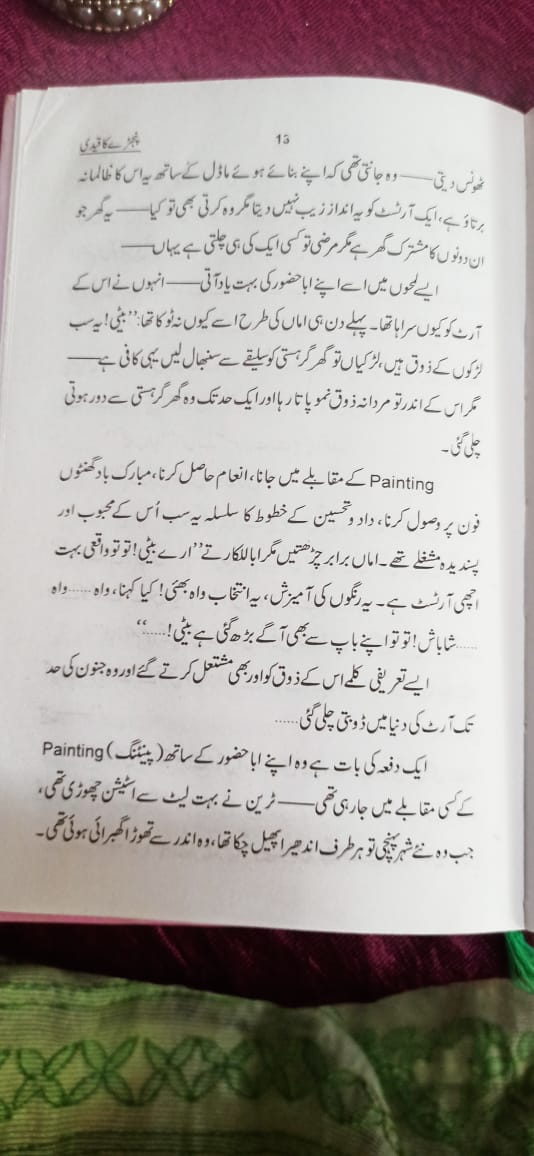 پنجڑے کا قیدی
13
ٹھونس دیتی —— وہ جانتی تھی کہ اپنے بنائے ہوئے ماڈل کے ساتھ یہ اس کا ظالمانہ
برتاؤ ہے، ایک آرٹسٹ کو یہ انداز زیب نہیں دیتا مگر وہ کرتی بھی تو کیا —— یہ گھر جو
ان دونوں کا مشترک گھر ہے مگر مرضی تو کسی ایک کی ہی چلتی ہے یہاں ——
ایسے لمحوں میں اسے اپنے ابا حضور کی بہت یاد آتی —— انہوں نے اس کے
آرٹ کو کیوں سراہا تھا۔ پہلے دن ہی اماں کی طرح اسے کیوں نہ ٹوکا تھا: ’’بیٹی! یہ سب
لڑکوں کے ذوق ہیں، لڑکیاں تو گھر گرہستی کو سلیقے سے سنبھال لیں یہی کافی ہے ——
مگر اس کے اندر تو مردانہ ذوق نمو پاتا رہا اور ایک حد تک وہ گھر گرہستی سے دور ہوتی
چلی گئی۔
Painting کے مقابلے میں جانا، انعام حاصل کرنا، مبارک باد گھنٹوں
فون پر وصول کرنا، داد و تحسین کے خطوط کا سلسلہ یہ سب اُس کے محبوب اور
پسندیدہ مشغلے تھے۔ اماں برابر چڑھتیں مگر ابا للکارتے ’’ارے بیٹی! تو تو واقعی بہت
اچھی آرٹسٹ ہے۔ یہ رنگوں کی آمیزش، یہ انتخاب واہ بھئی! کیا کہنا، واہ ...... واہ
...... شاباش! تو تو اپنے باپ سے بھی آگے بڑھ گئی ہے بیٹی! ......‘‘
ایسے تعریفی کلمے اس کے ذوق کو اور بھی مشتعل کرتے گئے اور وہ جنون کی حد
تک آرٹ کی دنیا میں ڈوبتی چلی گئی ......
ایک دفعہ کی بات ہے وہ اپنے ابا حضور کے ساتھ (پینٹنگ) Painting
کے کسی مقابلے میں جا رہی تھی —— ٹرین نے بہت لیٹ سے اسٹیشن چھوڑی تھی،
جب وہ نئے شہر پہنچی تو ہر طرف اندھیرا پھیل چکا تھا، وہ اندر سے تھوڑا گھبرائی ہوئی تھی۔